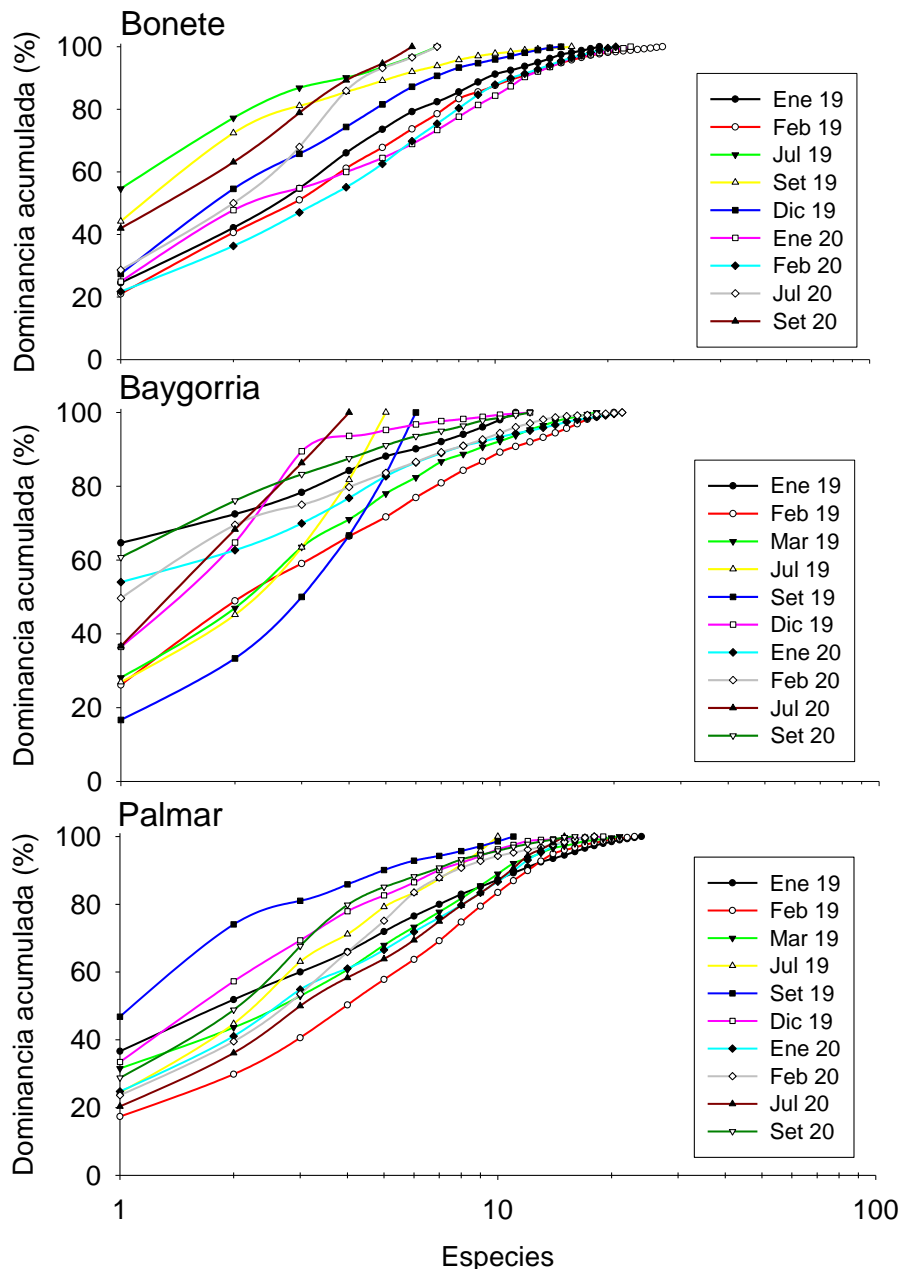 Bonete
Dominancia acumulada (%)
100
80
60
40
20
0
Ene 19
Feb 19
Jul 19
Set 19
Dic 19
Ene 20
Feb 20
Jul 20
Set 20
Baygorria
Dominancia acumulada (%)
100
80
60
40
20
0
Ene 19
Feb 19
Mar 19
Jul 19
Set 19
Dic 19
Ene 20
Feb 20
Jul 20
Set 20
Palmar
Dominancia acumulada (%)
100
80
60
40
20
0
Ene 19
Feb 19
Mar 19
Jul 19
Set 19
Dic 19
Ene 20
Feb 20
Jul 20
Set 20
1 10 100
Especies